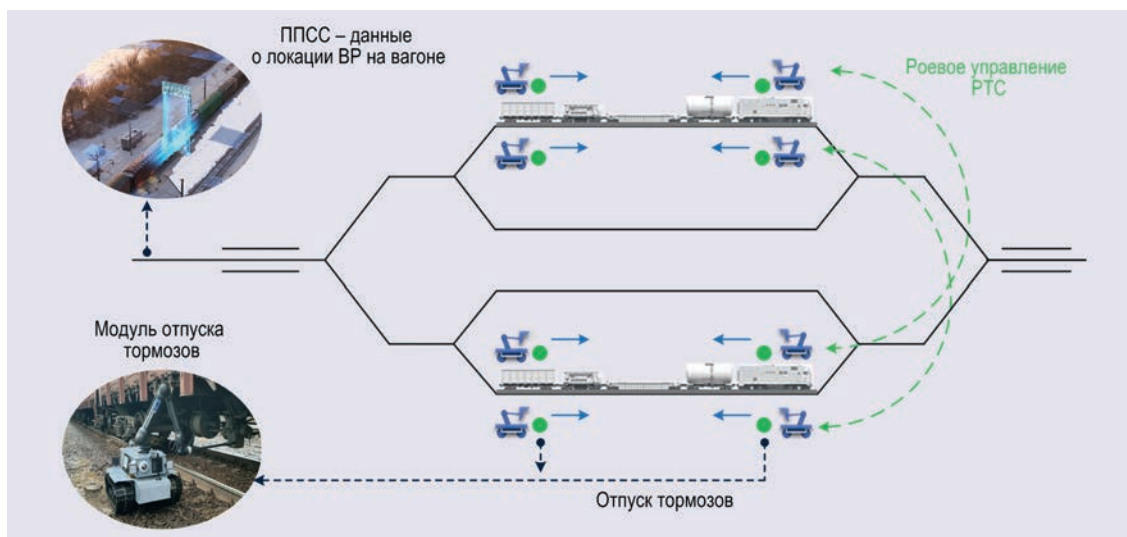 ППСС – данные
о локации ВР на вагоне
Роевое управление
РТС
Модуль отпуска
тормозов
Отпуск тормозов